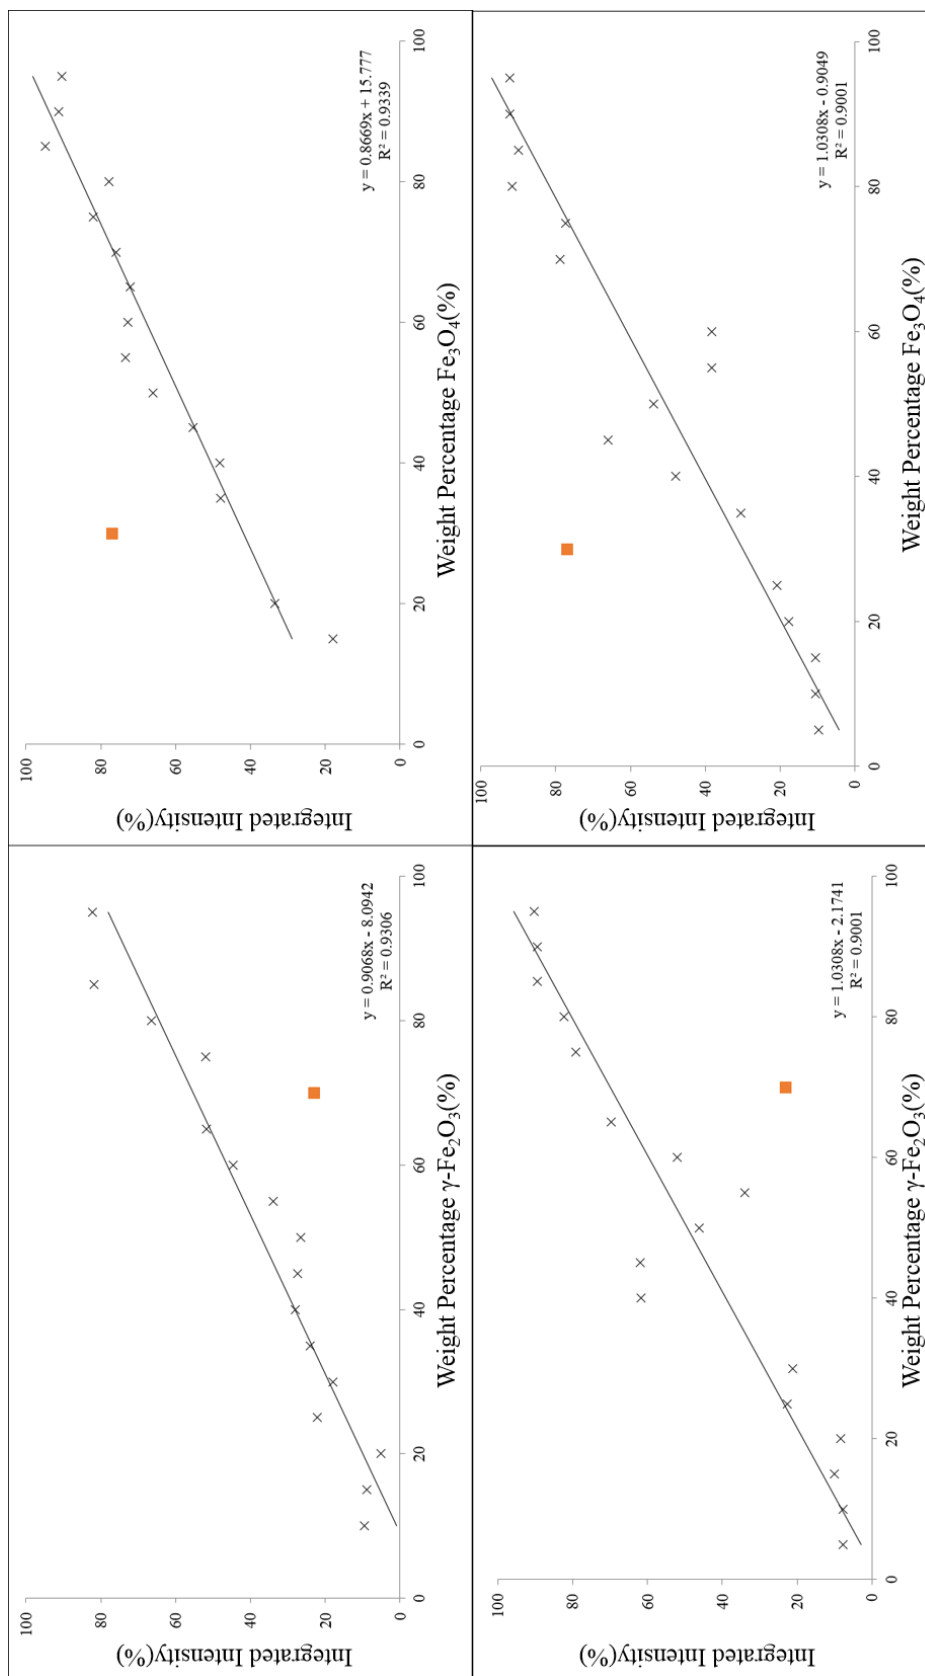 Integrated Intensity(%)
100
80
60
40
20
0
y = 0.9068x - 8.0942
R² = 0.9306
0 20 40 60 80 100
Weight Percentage γ-Fe₂O₃(%)
Integrated Intensity(%)
100
80
60
40
20
0
y = 0.8669x + 15.777
R² = 0.9339
0 20 40 60 80 100
Weight Percentage Fe₃O₄(%)
Integrated Intensity(%)
100
80
60
40
20
0
y = 1.0308x - 2.1741
R² = 0.9001
0 20 40 60 80 100
Weight Percentage γ-Fe₂O₃(%)
Integrated Intensity(%)
100
80
60
40
20
0
y = 1.0308x - 0.9049
R² = 0.9001
0 20 40 60 80 100
Weight Percentage Fe₃O₄(%)